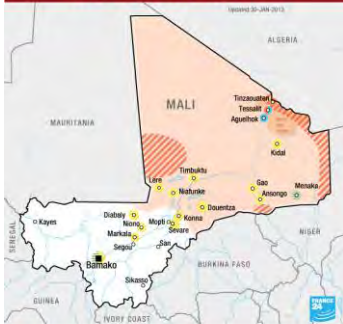 Updated 30-JAN-2013
ALGERIA
Tinzaouaten
Tessalit
Aguelhok
MAURITANIA
MALI
Kidal
Timbuktu
Lere
Niafunke
Gao
Ansongo
Menaka
Douentza
Diabaly
Konna
Kayes
Niono
Mopti
Sevare
Markala
Segou
San
NIGER
SENEGAL
Bamako
BURKINA FASO
Sikasso
GUINEA
IVORY COAST
FRANCE
24